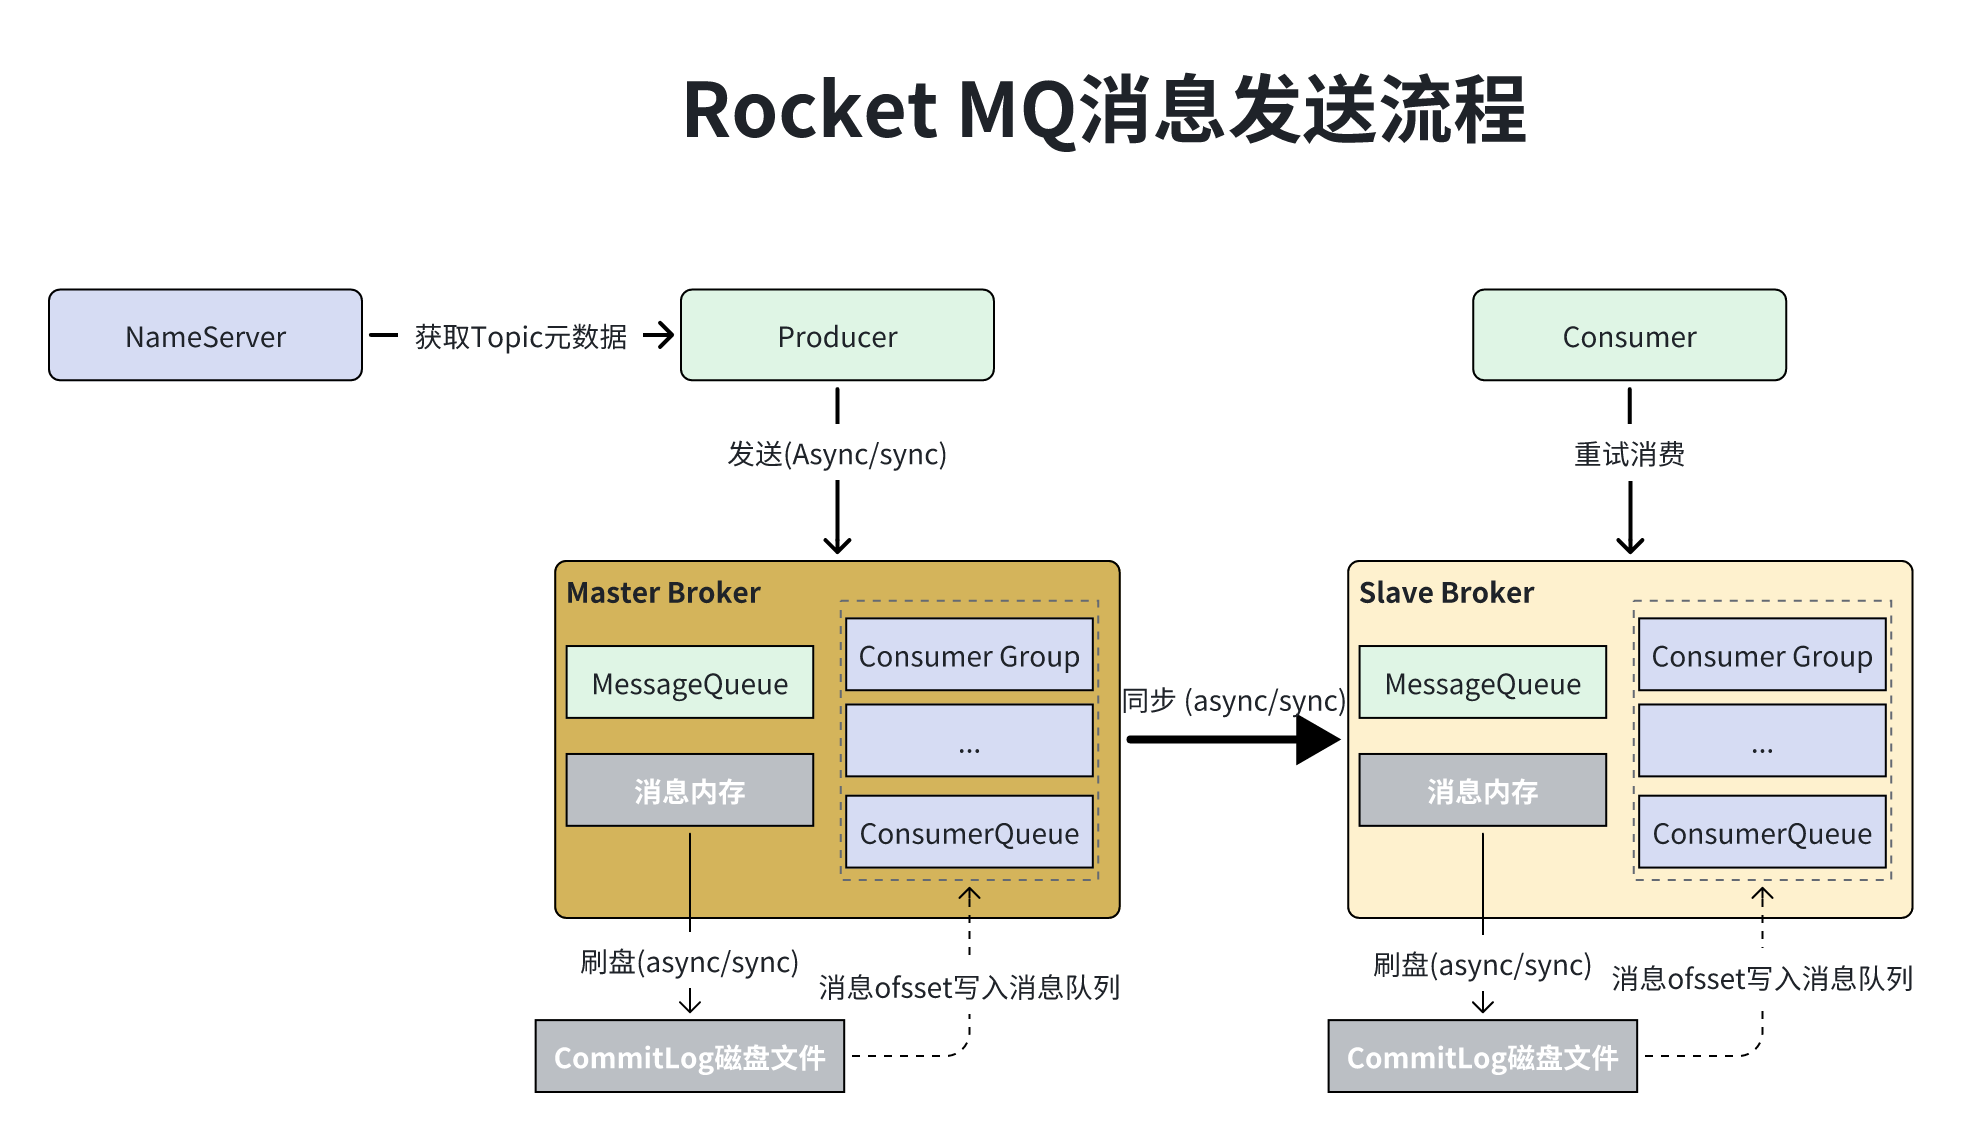 Rocket MQ消息发送流程
NameServer
获取Topic元数据
Producer
Consumer
发送(Async/sync)
重试消费
Master Broker
MessageQueue
消息内存
Consumer Group
...
ConsumerQueue
同步 (async/sync)
Slave Broker
MessageQueue
消息内存
Consumer Group
...
ConsumerQueue
刷盘(async/sync)
消息ofsset写入消息队列
CommitLog磁盘文件
刷盘(async/sync)
消息ofsset写入消息队列
CommitLog磁盘文件